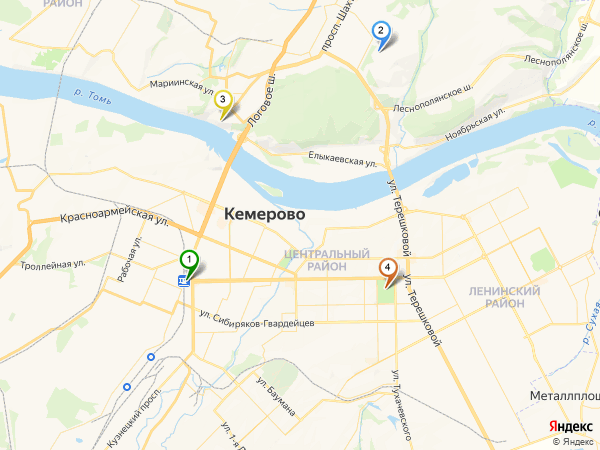 РАЙОН
просп. Шах
2
Леснополянское ш.
Мариинская ул.
3
Логовое ш.
р. Томь
Леснополянское ш.
Ноябрьская ул.
р.
Елыкаевская ул.
ул. Терешковой
Красноармейская ул.
Кемерово
Рабочая ул.
Троллейная ул.
1
ЦЕНТРАЛЬНЫЙ
РАЙОН
4
ул. Терешковой
ЛЕНИНСКИЙ
РАЙОН
р. Сухая
ул. Сибиряков-Гвардейцев
ул. Баумана
ул. Тухачевского
Кузнецкий просп.
ул. 1-я
Металлплощ
Яндекс
© Яндекс